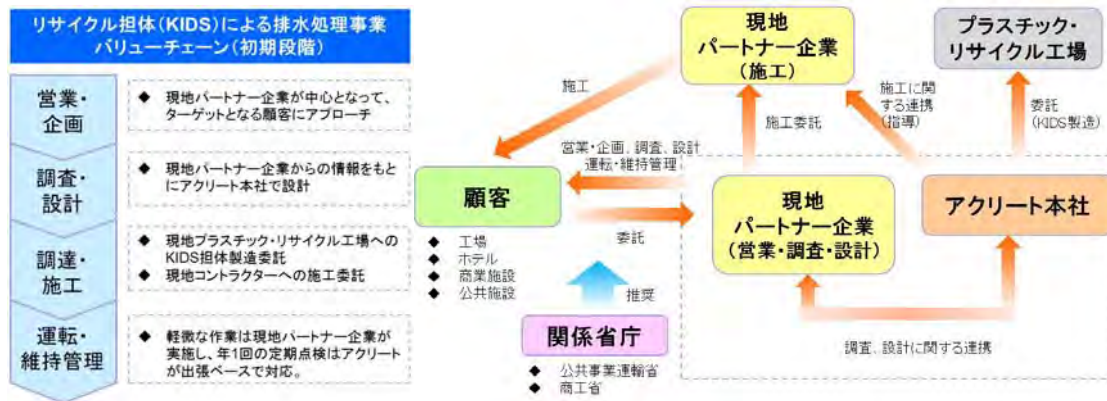 リサイクル担体(KIDS)による排水処理事業
バリューチェーン(初期段階)
営業・
企画
◆ 現地パートナー企業が中心となって、
ターゲットとなる顧客にアプローチ
調査・
設計
◆ 現地パートナー企業からの情報をもと
にアクリート本社で設計
調達・
施工
◆ 現地プラスチック・リサイクル工場への
KIDS担体製造委託
◆ 現地コントラクターへの施工委託
運転・
維持管理
◆ 軽微な作業は現地パートナー企業が
実施し、年1回の定期点検はアクリート
が出張ベースで対応。
現地
パートナー企業
(施工)
プラスチック・
リサイクル工場
施工
施工委託
施工に関
する連携
(指導)
委託
(KIDS製造)
営業・企画、調査、設計
運転・維持管理
顧客
委託
◆ 工場
◆ ホテル
◆ 商業施設
◆ 公共施設
現地
パートナー企業
(営業・調査・設計)
アクリート本社
推奨
関係省庁
◆ 公共事業運輸省
◆ 商工省
調査、設計に関する連携